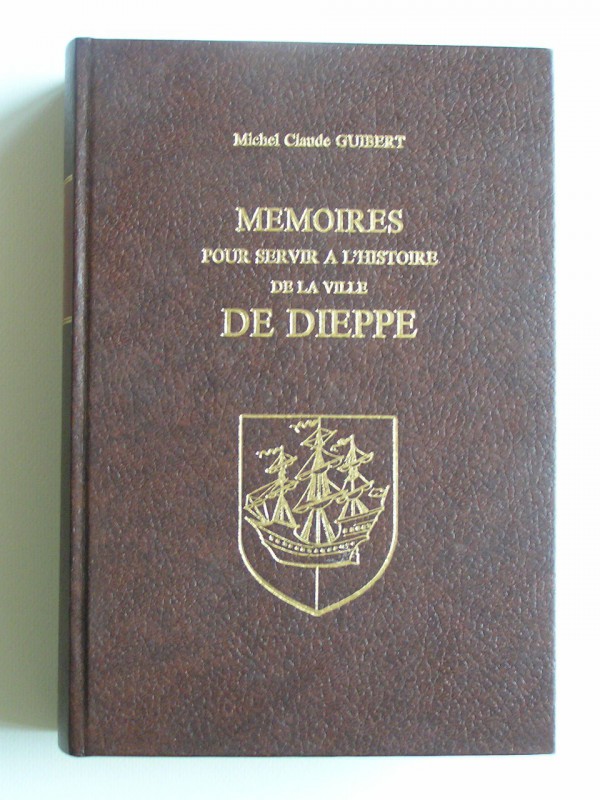 Michel Claude GUIBERT
MEMOIRES
POUR SERVIR A L'HISTOIRE
DE LA VILLE
DE DIEPPE